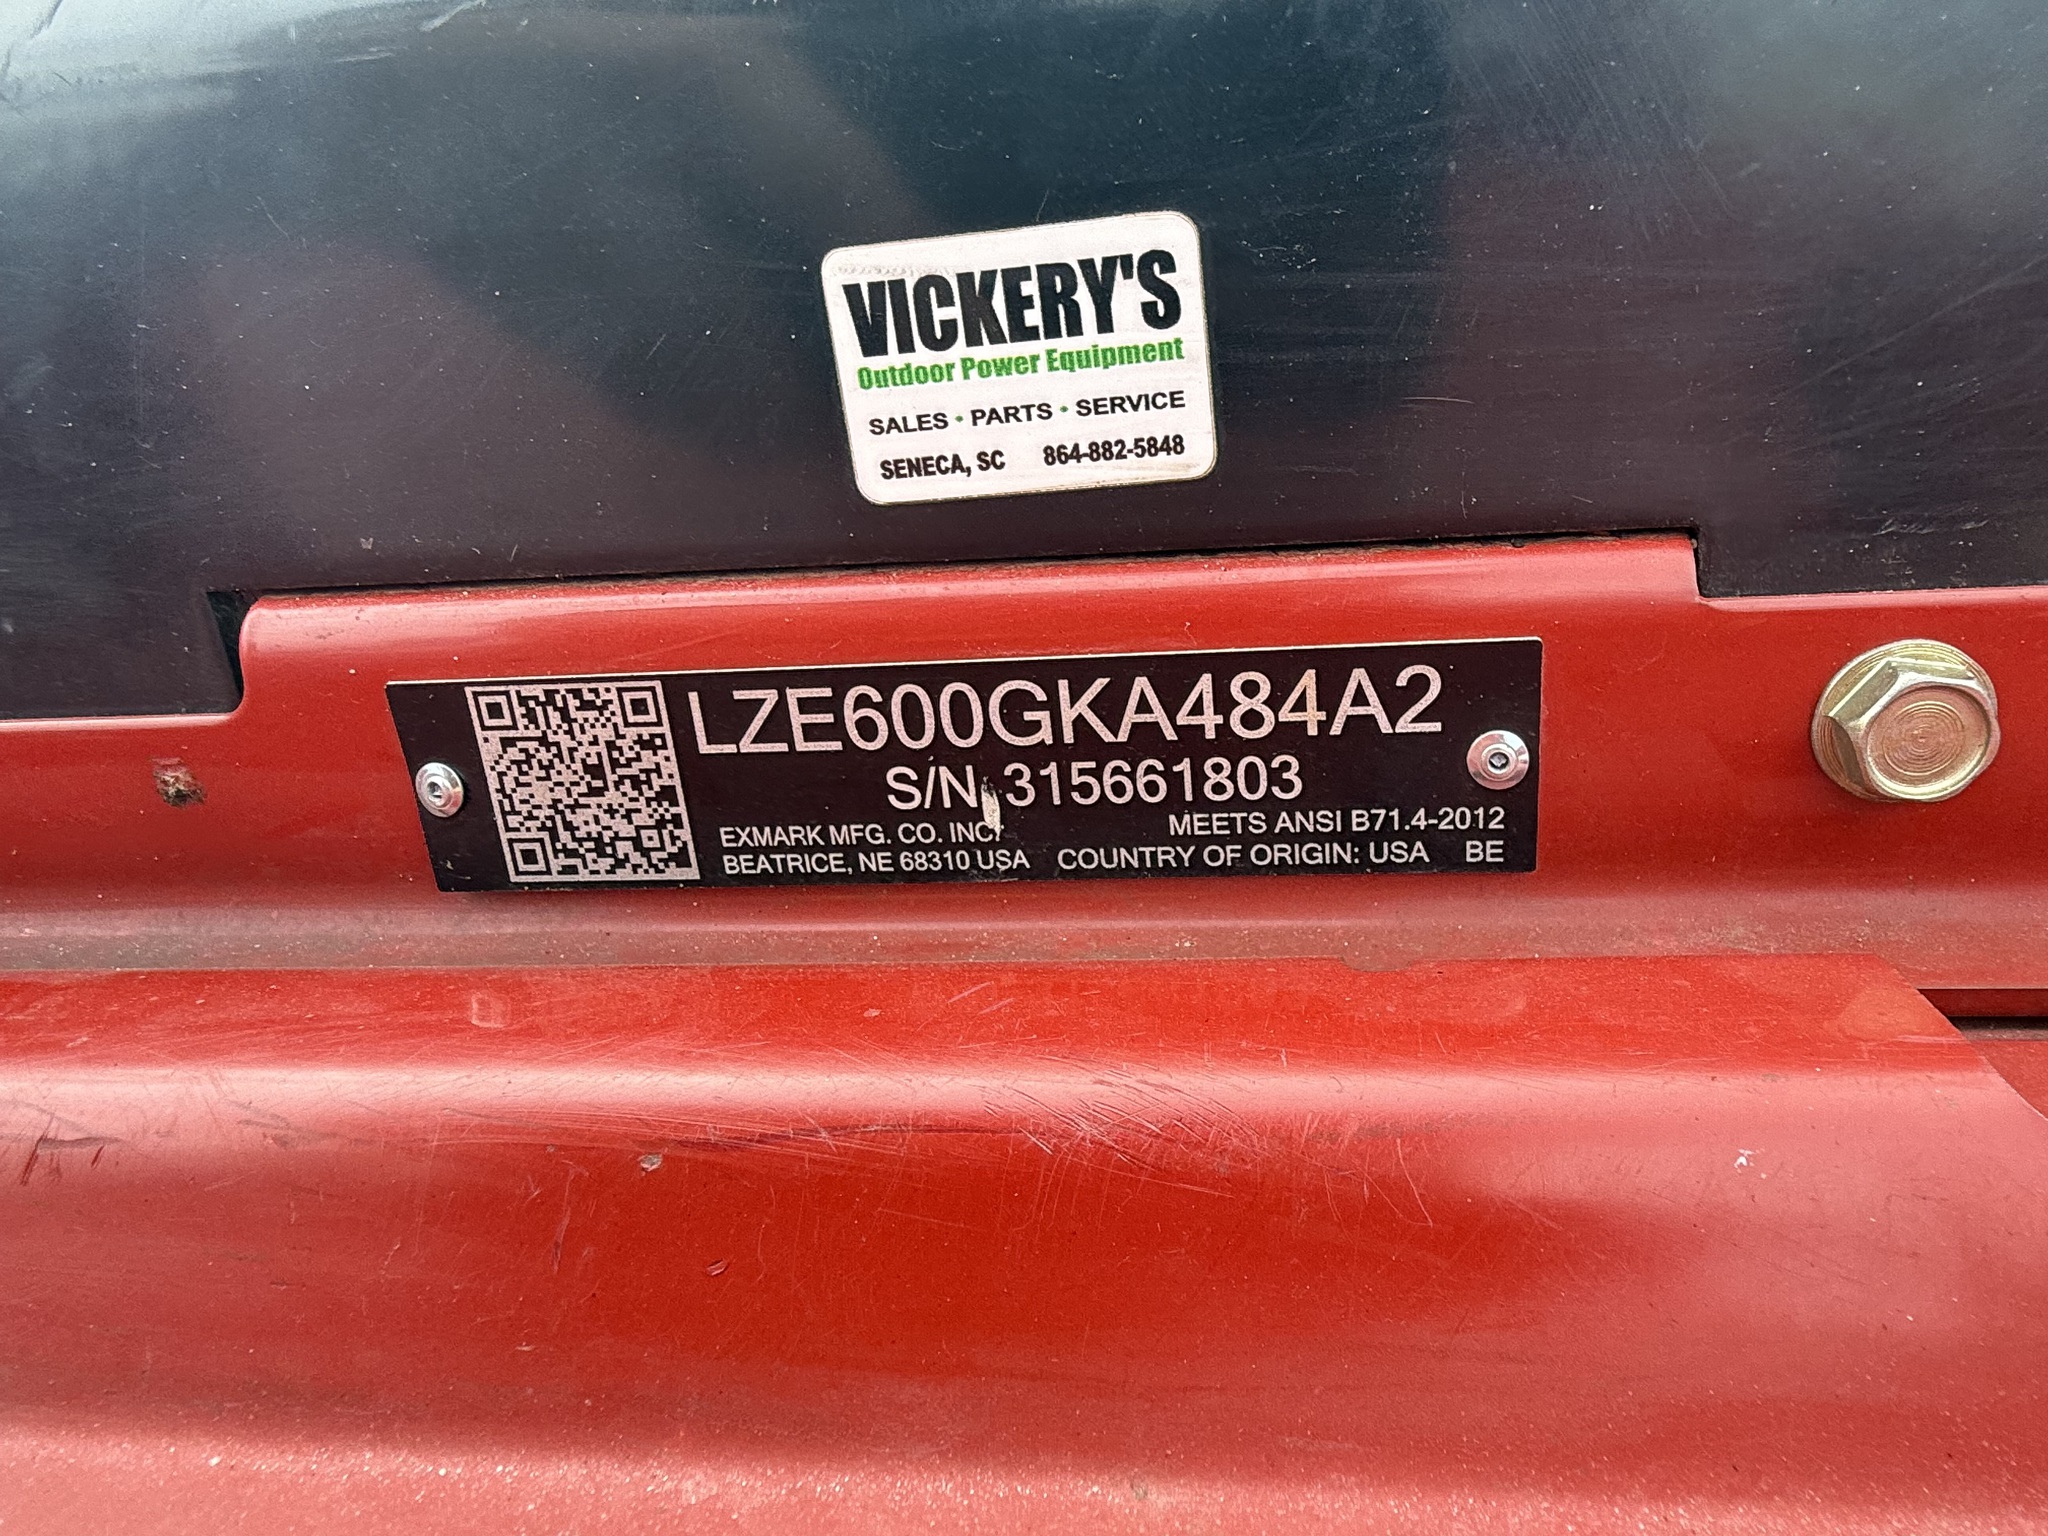 VICKERY'S
Outdoor Power Equipment
SALES • PARTS • SERVICE
SENECA, SC 864-882-5848
LZE600GKA484A2
S/N 315661803
EXMARK MFG. CO. INC. MEETS ANSI B71.4-2012
BEATRICE, NE 68310 USA COUNTRY OF ORIGIN: USA BE